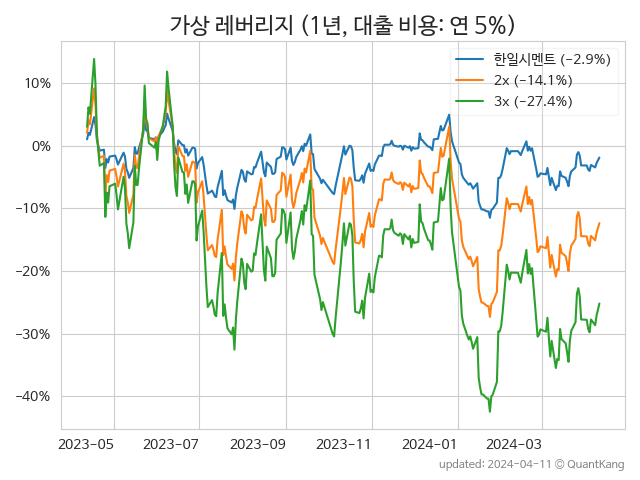 가상 레버리지 (1년, 대출 비용: 연 5%)
한일시멘트 (−2.9%)
2x (−14.1%)
3x (−27.4%)
10%
0%
−10%
−20%
−30%
−40%
2023-05 2023-07 2023-09 2023-11 2024-01 2024-03
updated: 2024-04-11 © QuantKang